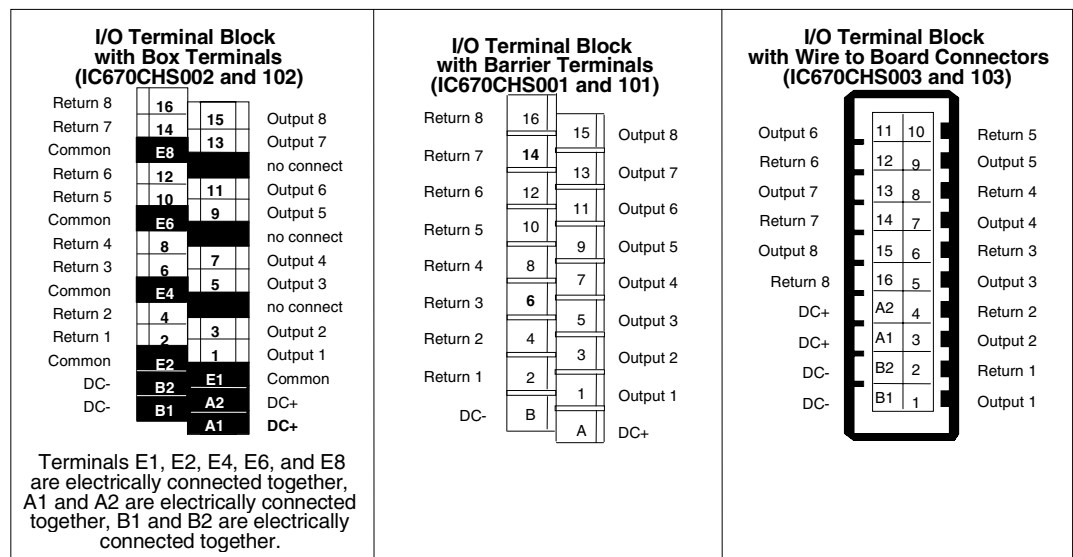 I/O Terminal Block
with Box Terminals
(IC670CHS002 and 102)
Return 8 16
15 Output 8
Return 7 14
13 Output 7
Common E8
no connect
Return 6 12
11 Output 6
Return 5 10
9 Output 5
Common E6
no connect
Return 4 8
7 Output 4
Return 3 6
5 Output 3
Common E4
no connect
Return 2 4
3 Output 2
Return 1 2
1 Output 1
Common E2
E1 Common
DC- B2
A2 DC+
DC- B1
A1 DC+
Terminals E1, E2, E4, E6, and E8
are electrically connected together,
A1 and A2 are electrically connected
together, B1 and B2 are electrically
connected together.
I/O Terminal Block
with Barrier Terminals
(IC670CHS001 and 101)
Return 8 16
15 Output 8
Return 7 14
13 Output 7
Return 6 12
11 Output 6
Return 5 10
9 Output 5
Return 4 8
7 Output 4
Return 3 6
5 Output 3
Return 2 4
3 Output 2
Return 1 2
1 Output 1
DC- B
A DC+
I/O Terminal Block
with Wire to Board Connectors
(IC670CHS003 and 103)
Output 6 11 10 Return 5
Return 6 12 9 Output 5
Output 7 13 8 Return 4
Return 7 14 7 Output 4
Output 8 15 6 Return 3
Return 8 16 5 Output 3
DC+ A2 4 Return 2
DC+ A1 3 Output 2
DC- B2 2 Return 1
DC- B1 1 Output 1